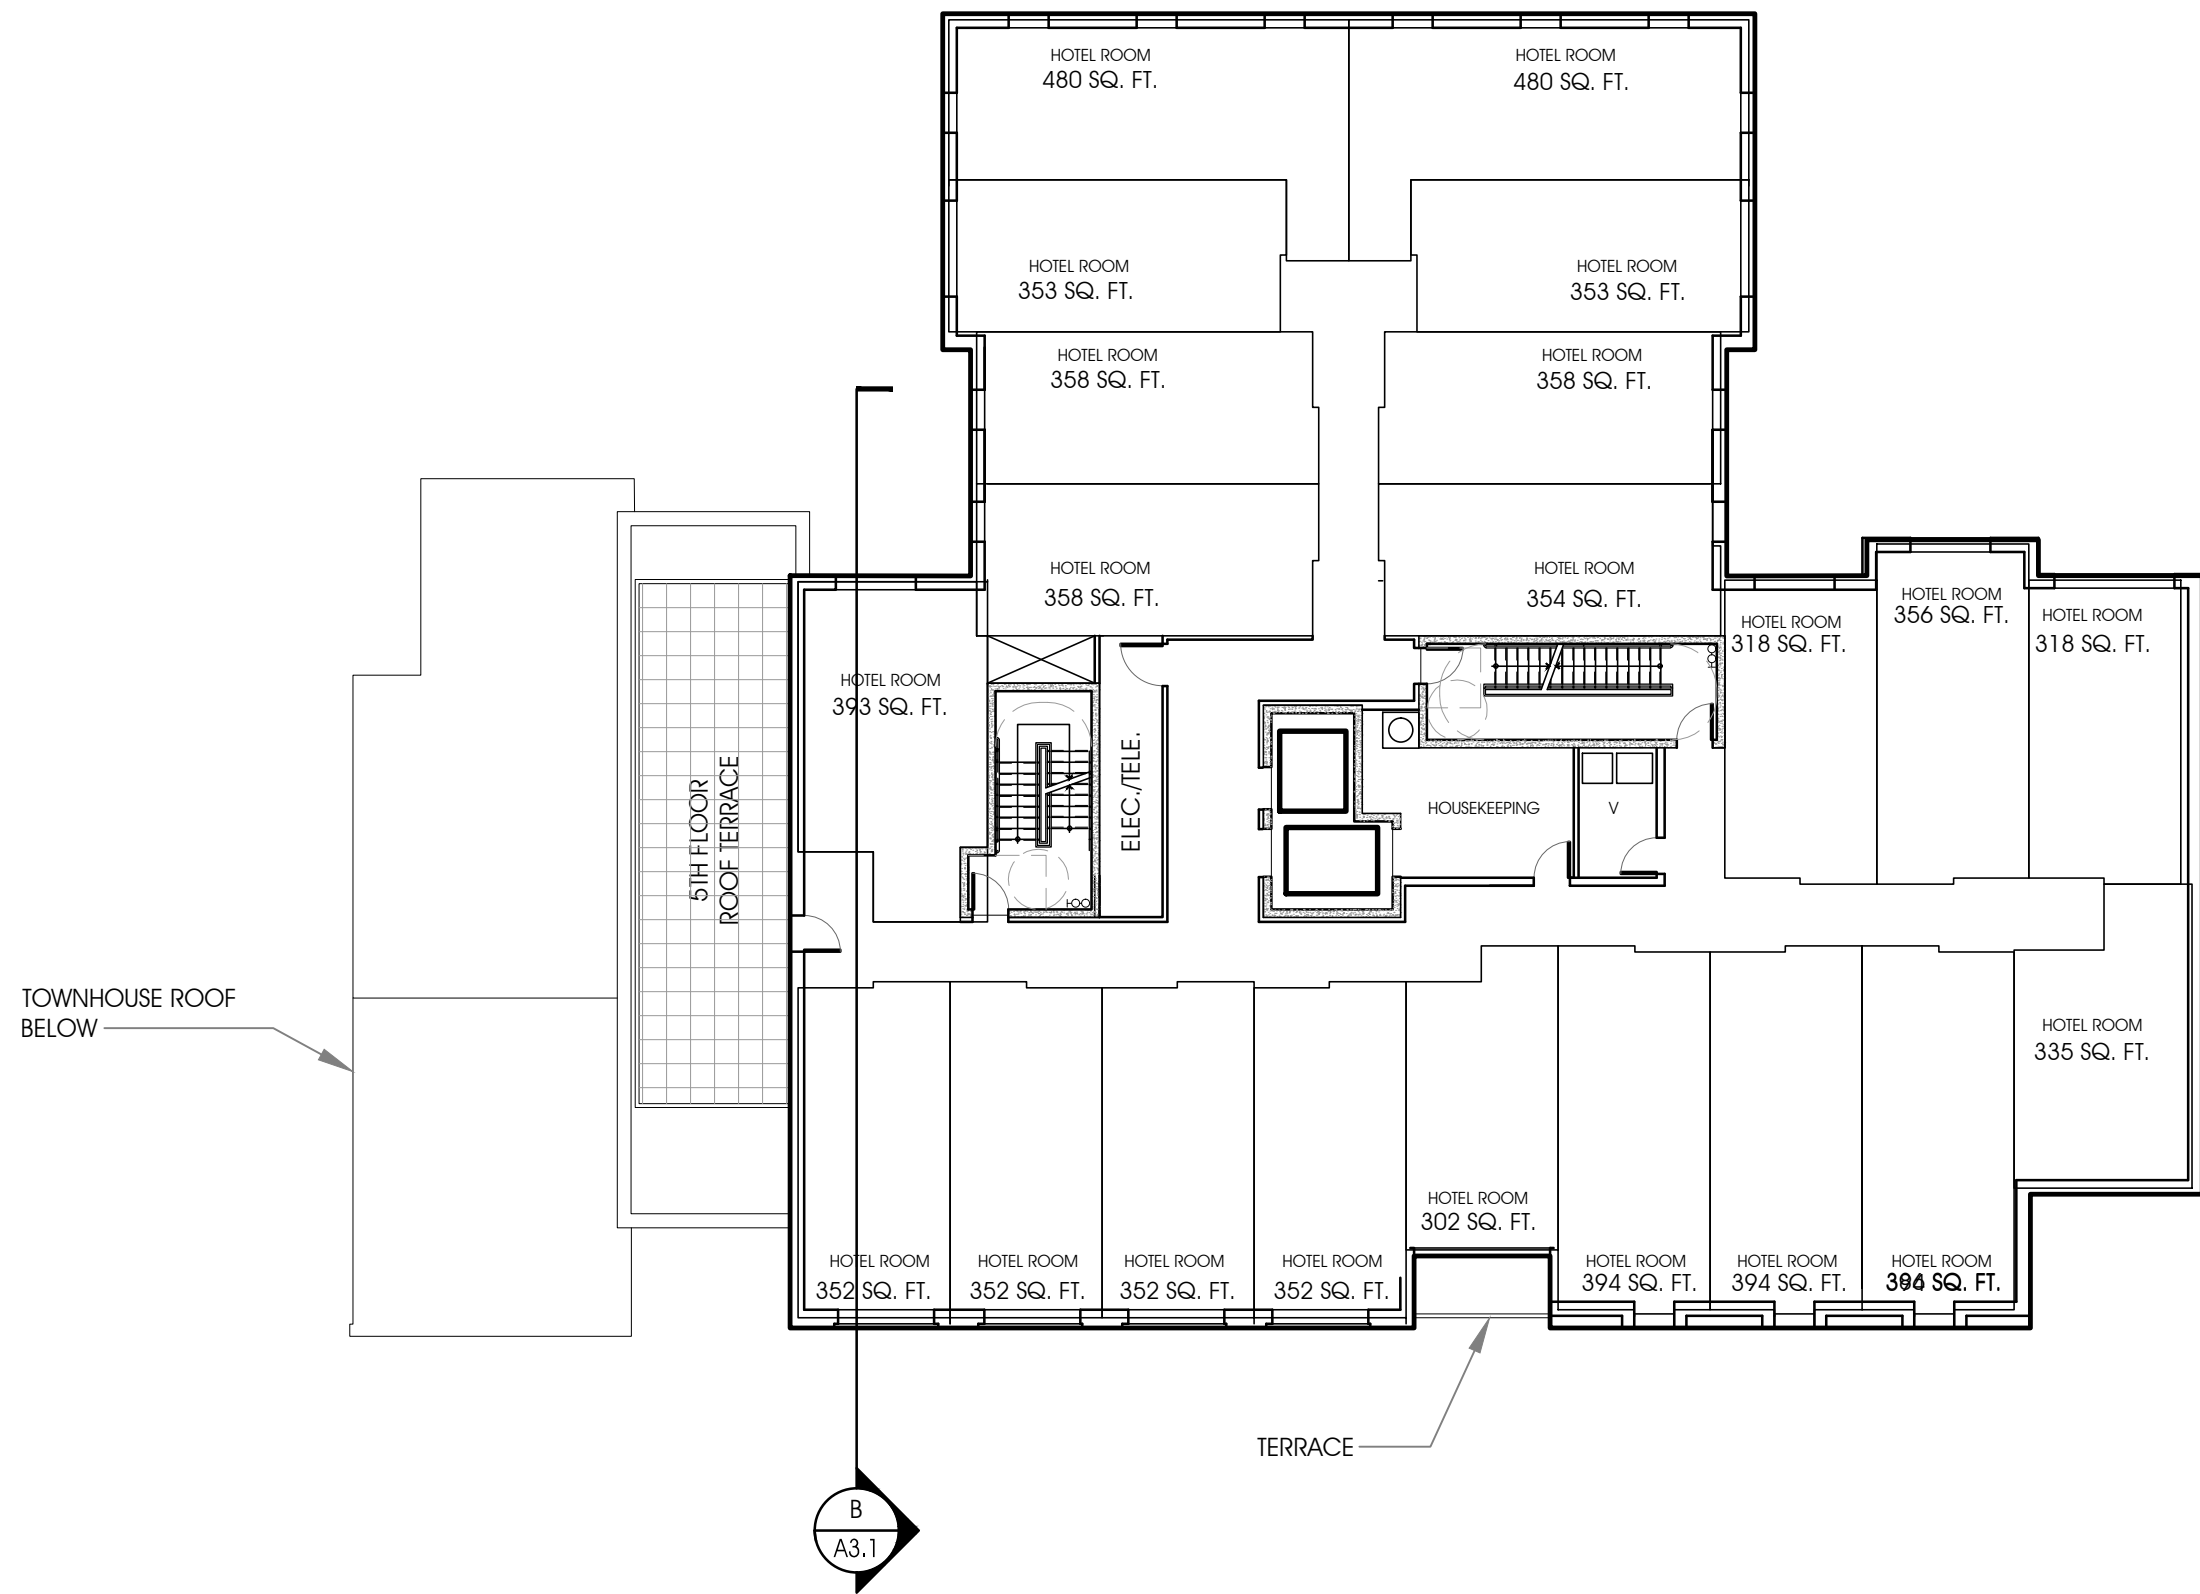 HOTEL ROOM
480 SQ. FT.
HOTEL ROOM
480 SQ. FT.
HOTEL ROOM
353 SQ. FT.
HOTEL ROOM
353 SQ. FT.
HOTEL ROOM
358 SQ. FT.
HOTEL ROOM
358 SQ. FT.
HOTEL ROOM
358 SQ. FT.
HOTEL ROOM
354 SQ. FT.
HOTEL ROOM
318 SQ. FT.
HOTEL ROOM
356 SQ. FT.
HOTEL ROOM
318 SQ. FT.
HOTEL ROOM
393 SQ. FT.
5TH FLOOR
ROOF TERRACE
ELEC./TELE.
HOUSEKEEPING
V
TOWNHOUSE ROOF
BELOW
HOTEL ROOM
335 SQ. FT.
HOTEL ROOM
302 SQ. FT.
HOTEL ROOM
352 SQ. FT.
HOTEL ROOM
352 SQ. FT.
HOTEL ROOM
352 SQ. FT.
HOTEL ROOM
352 SQ. FT.
HOTEL ROOM
394 SQ. FT.
HOTEL ROOM
394 SQ. FT.
HOTEL ROOM
SQ. FT.
TERRACE
B
A3.1